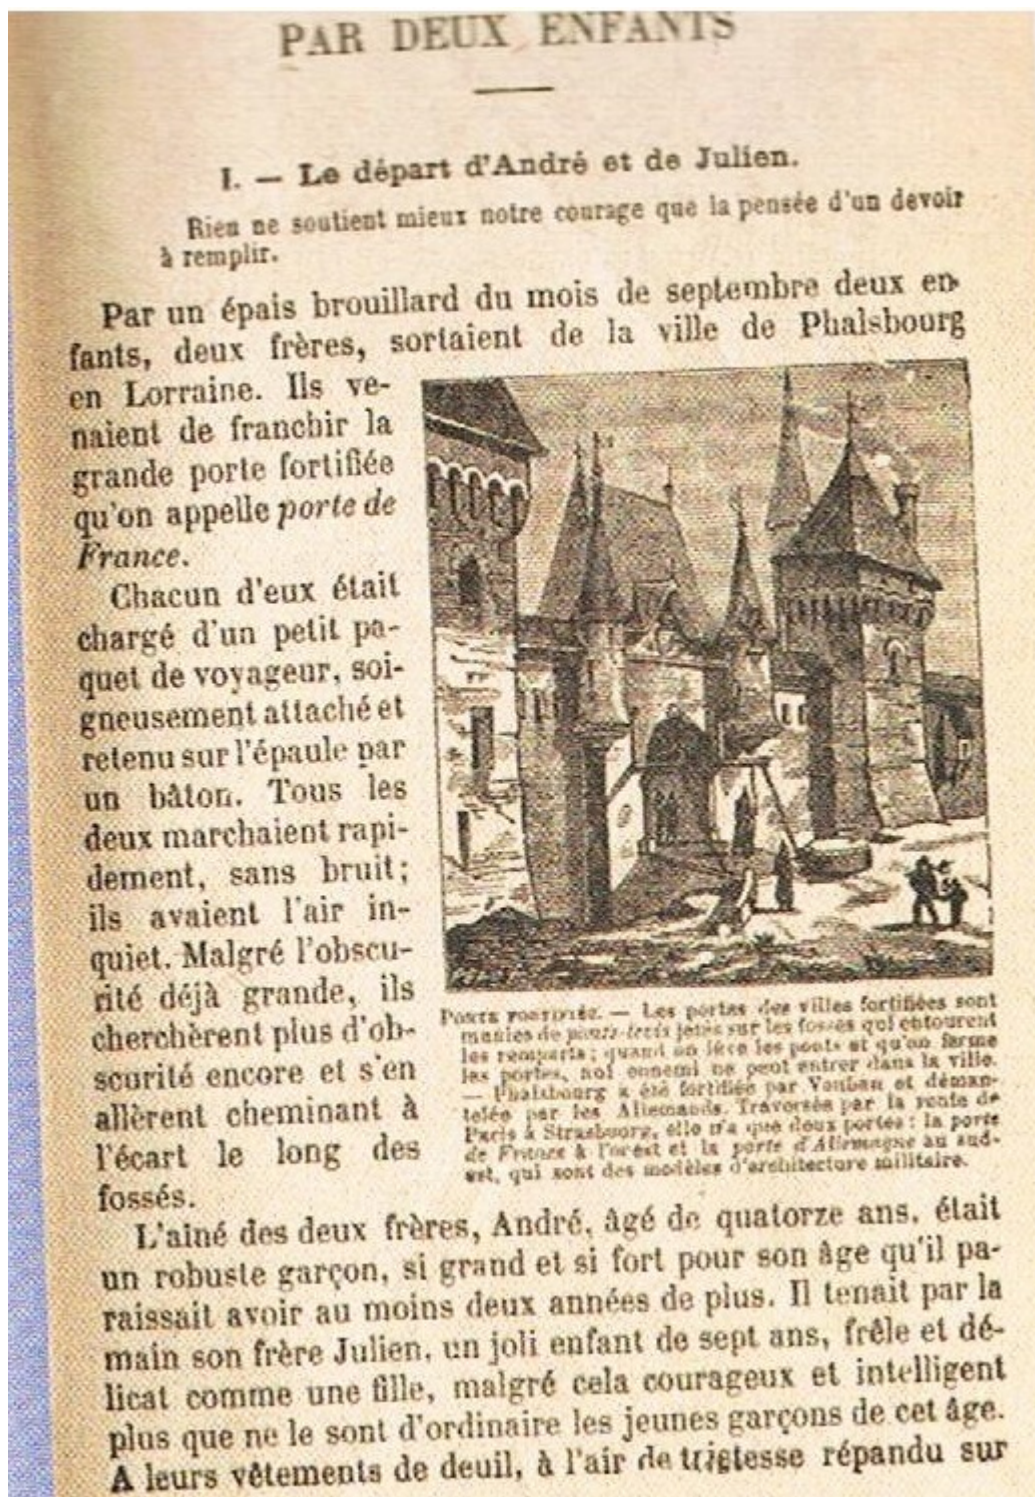 PAR DEUX ENFANTS
I. — Le départ d'André et de Julien.
Rien ne soutient mieux notre courage que la pensée d'un devoir
à remplir.
Par un épais brouillard du mois de septembre deux en-
fants, deux frères, sortaient de la ville de Phalsbourg
en Lorraine. Ils ve-
naient de franchir la
grande porte fortifiée
qu'on appelle porte de
France.
Chacun d'eux était
chargé d'un petit pa-
quet de voyageur, soi-
gneusement attaché et
retenu sur l'épaule par
un bâton. Tous les
deux marchaient rapi-
dement, sans bruit;
ils avaient l'air in-
quiet. Malgré l'obscu-
rité déjà grande, ils
cherchèrent plus d'ob-
scurité encore et s'en
allèrent cheminant à
l'écart le long des
fossés.
PORTE FORTIFIÉE. — Les portes des villes fortifiées sont
munies de ponts-levis jetés sur les fossés qui entourent
les remparts; quand on lève les ponts et qu'on ferme
les portes, nul ennemi ne peut entrer dans la ville.
— Phalsbourg a été fortifiée par Vauban et déman-
telée par les Allemands. Traversée par la route de
Paris à Strasbourg, elle n'a que deux portes: la porte
de France à l'ouest et la porte d'Allemagne au sud-
est, qui sont des modèles d'architecture militaire.
L'aîné des deux frères, André, âgé de quatorze ans, était
un robuste garçon, si grand et si fort pour son âge qu'il pa-
raissait avoir au moins deux années de plus. Il tenait par la
main son frère Julien, un joli enfant de sept ans, frêle et dé-
licat comme une fille, malgré cela courageux et intelligent
plus que ne le sont d'ordinaire les jeunes garçons de cet âge.
A leurs vêtements de deuil, à l'air de tristesse répandu sur